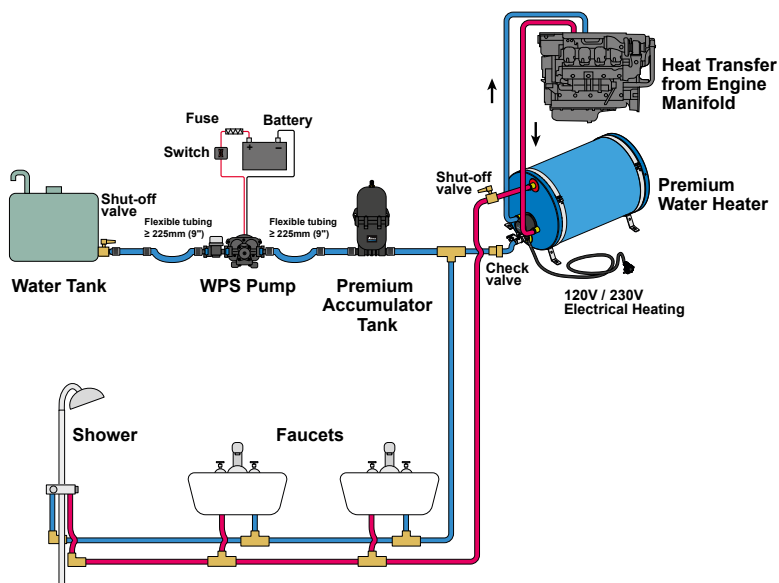 Heat Transfer
from Engine
Manifold
Fuse
Battery
+
−
Switch
Shut-off
valve
Premium
Water Heater
Shut-off
valve
Flexible tubing
≥ 225mm (9")
Flexible tubing
≥ 225mm (9")
Water Tank
WPS Pump
Premium
Accumulator
Tank
Check
valve
120V / 230V
Electrical Heating
Shower
Faucets